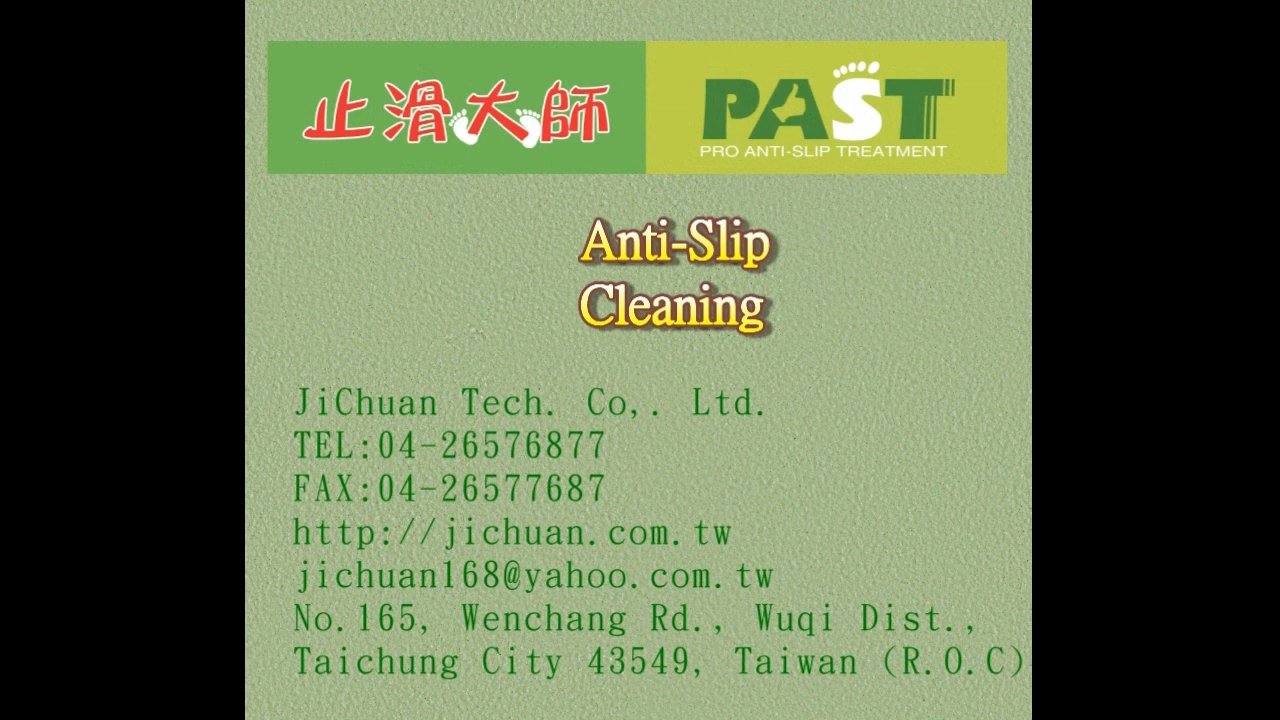 止滑大師
PAST
PRO ANTI-SLIP TREATMENT
Anti-Slip
Cleaning
JiChuan Tech. Co,. Ltd.
TEL:04-26576877
FAX:04-26577687
http://jichuan.com.tw
jichuan168@yahoo.com.tw
No.165, Wenchang Rd., Wuqi Dist.,
Taichung City 43549, Taiwan (R.O.C)